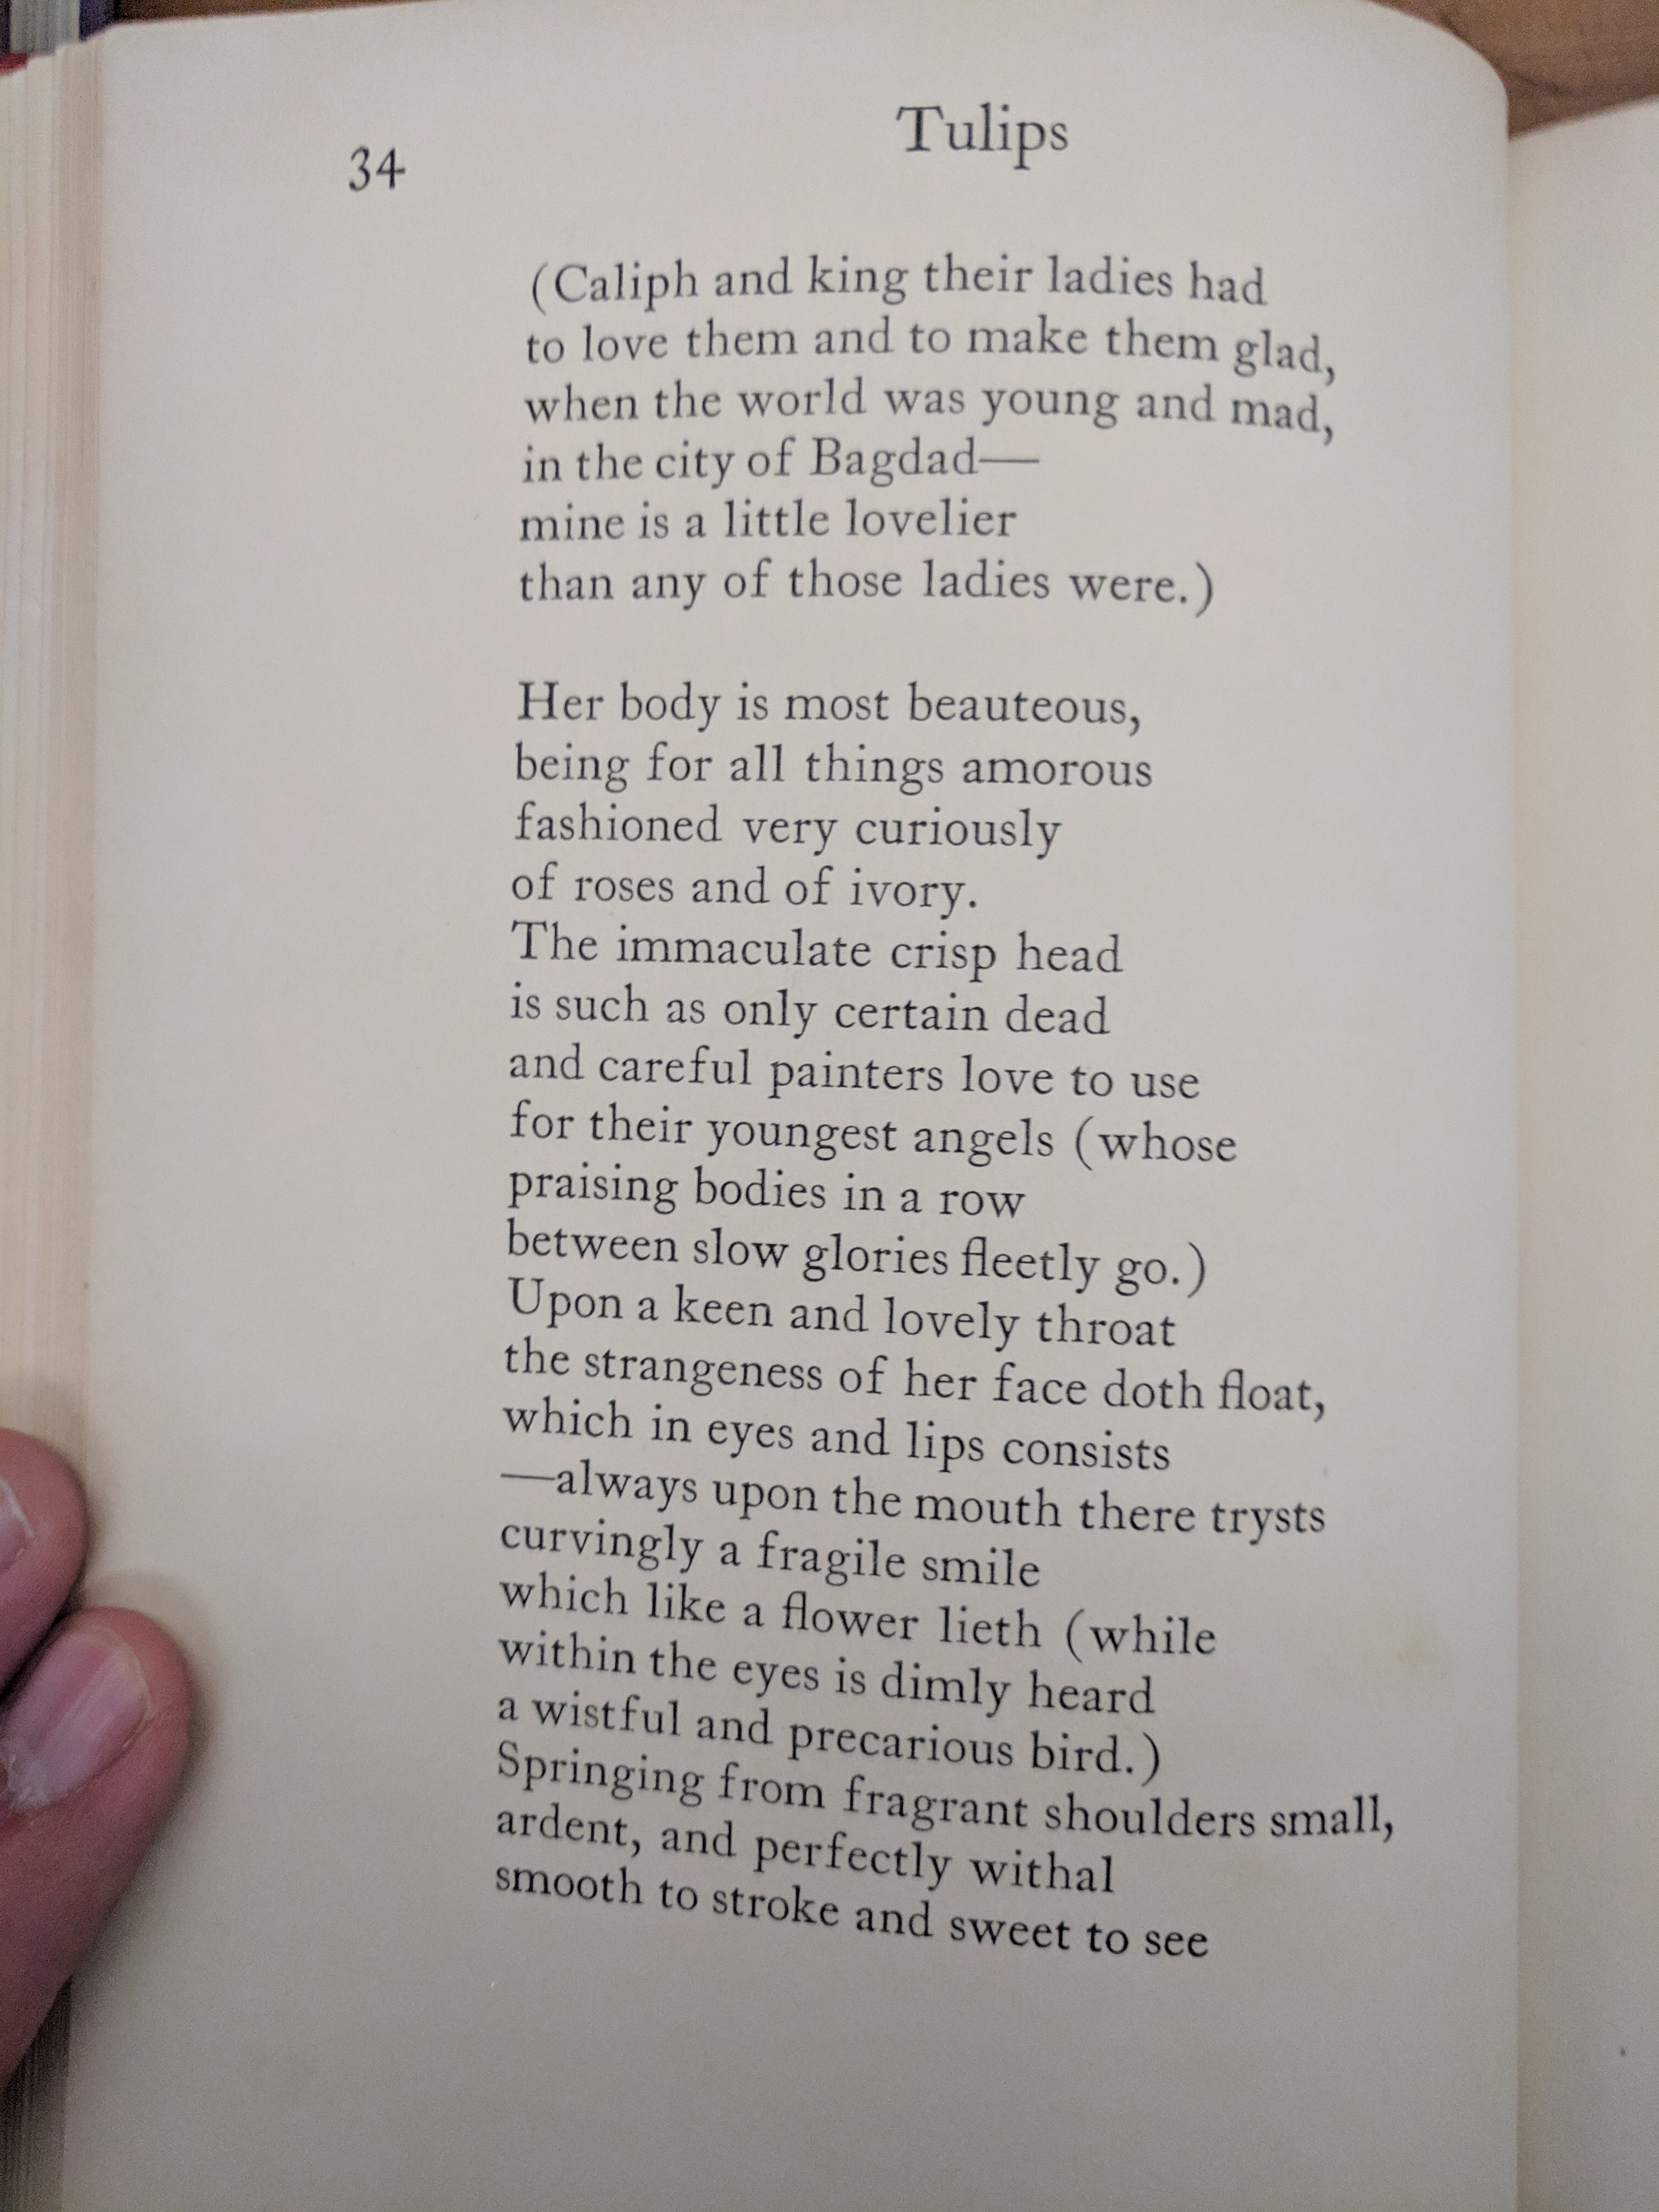 34
Tulips
(Caliph and king their ladies had
to love them and to make them glad,
when the world was young and mad,
in the city of Bagdad—
mine is a little lovelier
than any of those ladies were.)
Her body is most beauteous,
being for all things amorous
fashioned very curiously
of roses and of ivory.
The immaculate crisp head
is such as only certain dead
and careful painters love to use
for their youngest angels (whose
praising bodies in a row
between slow glories fleetly go.)
Upon a keen and lovely throat
the strangeness of her face doth float,
which in eyes and lips consists
—always upon the mouth there trysts
curvingly a fragile smile
which like a flower lieth (while
within the eyes is dimly heard
a wistful and precarious bird.)
Springing from fragrant shoulders small,
ardent, and perfectly withal
smooth to stroke and sweet to see